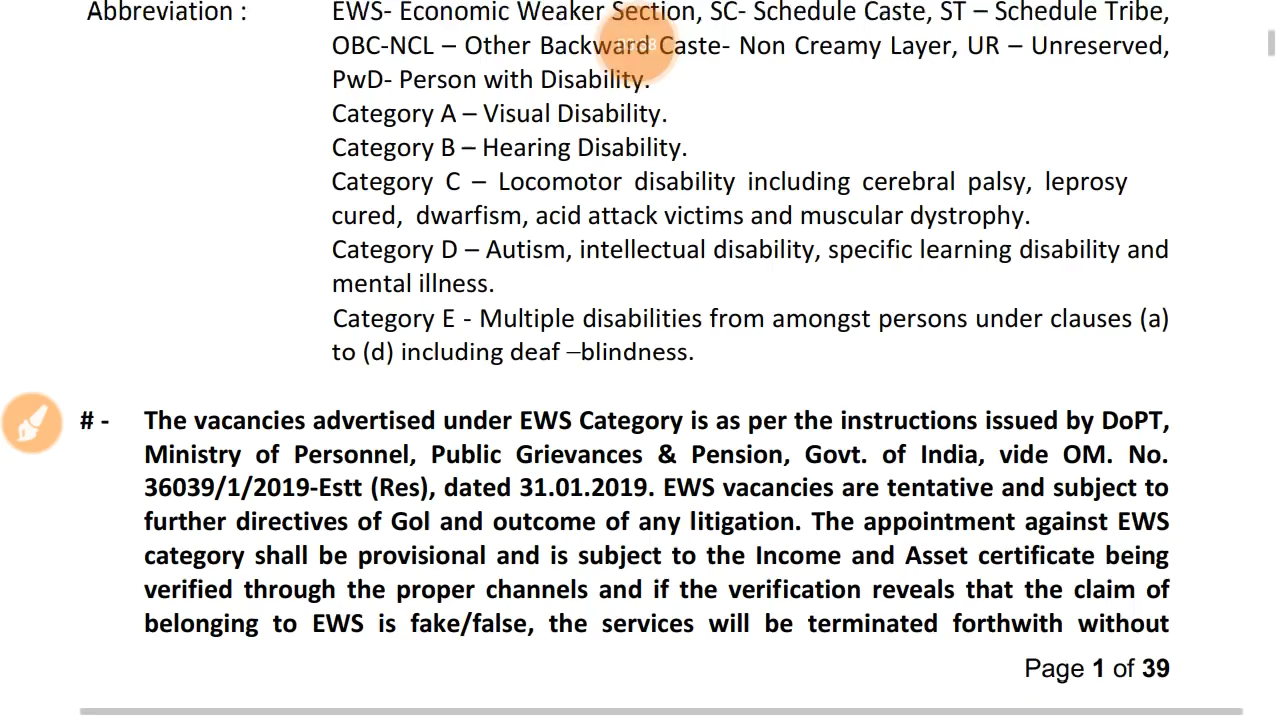 Abbreviation : EWS- Economic Weaker Section, SC- Schedule Caste, ST – Schedule Tribe,
OBC-NCL – Other Backward Caste- Non Creamy Layer, UR – Unreserved,
PwD- Person with Disability.
Category A – Visual Disability.
Category B – Hearing Disability.
Category C – Locomotor disability including cerebral palsy, leprosy
cured, dwarfism, acid attack victims and muscular dystrophy.
Category D – Autism, intellectual disability, specific learning disability and
mental illness.
Category E - Multiple disabilities from amongst persons under clauses (a)
to (d) including deaf –blindness.
# - The vacancies advertised under EWS Category is as per the instructions issued by DoPT,
Ministry of Personnel, Public Grievances & Pension, Govt. of India, vide OM. No.
36039/1/2019-Estt (Res), dated 31.01.2019. EWS vacancies are tentative and subject to
further directives of GoI and outcome of any litigation. The appointment against EWS
category shall be provisional and is subject to the Income and Asset certificate being
verified through the proper channels and if the verification reveals that the claim of
belonging to EWS is fake/false, the services will be terminated forthwith without
Page 1 of 39